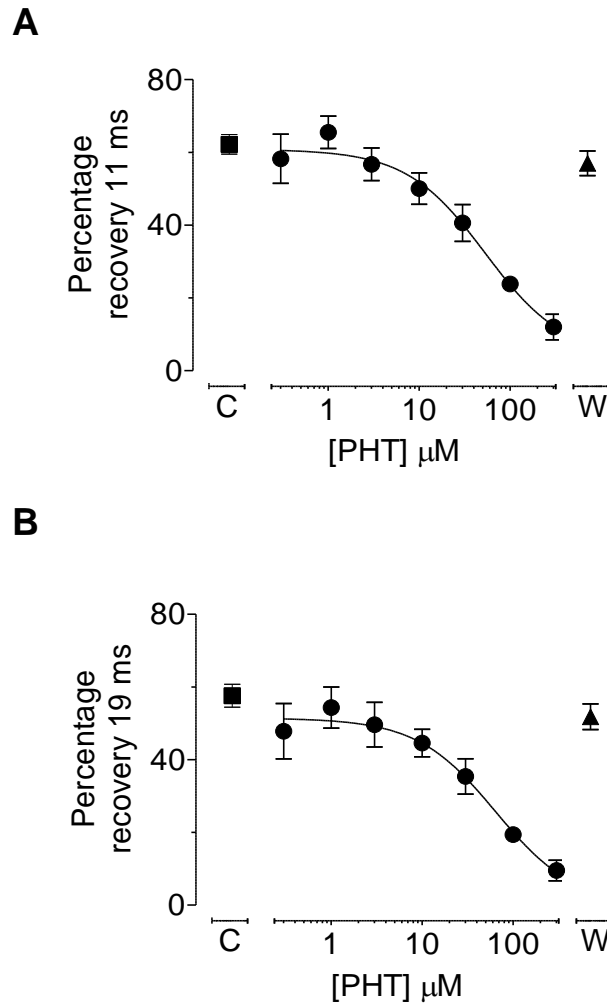 A
80
40
0
Percentage
recovery 11 ms
C
1
10
100
W
[PHT] μM
B
80
40
0
Percentage
recovery 19 ms
C
1
10
100
W
[PHT] μM